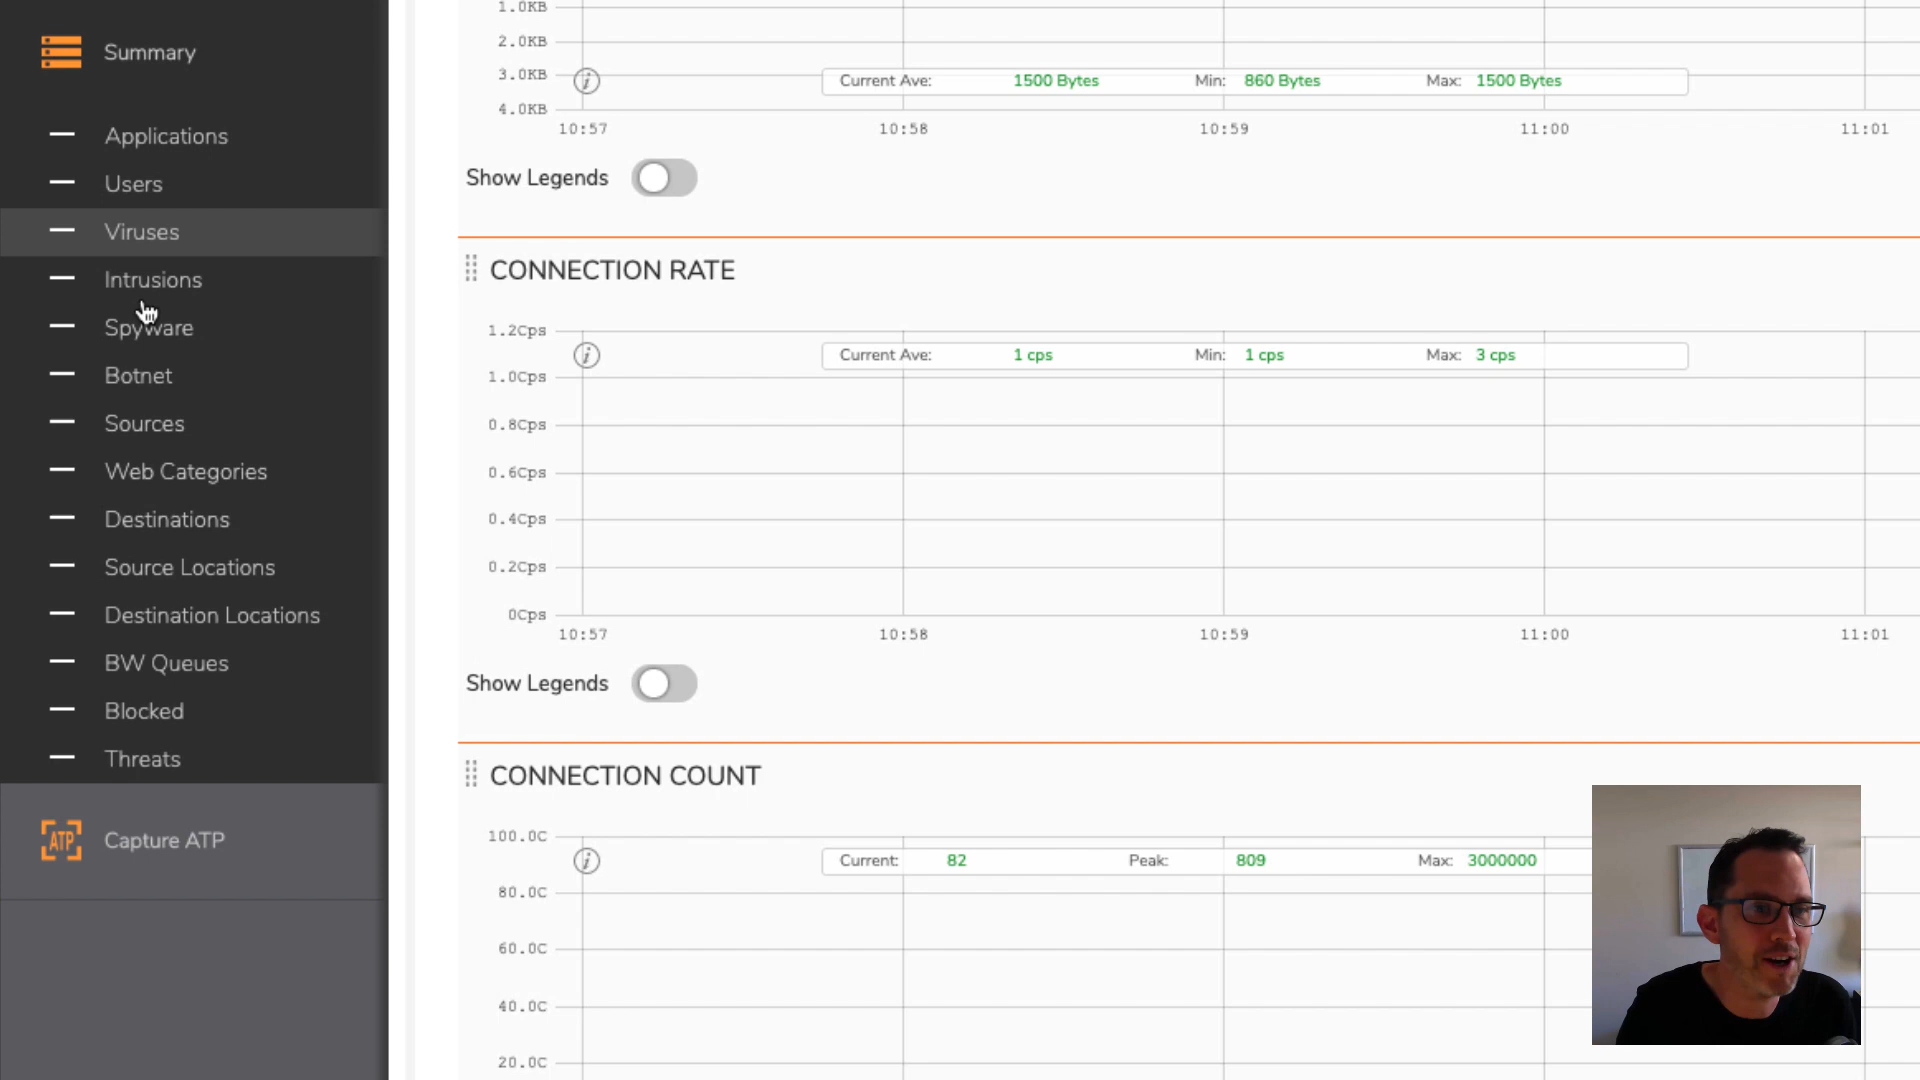 Summary
Applications
Users
Viruses
Intrusions
Spyware
Botnet
Sources
Web Categories
Destinations
Source Locations
Destination Locations
BW Queues
Blocked
Threats
ATP Capture ATP
1.0KB
2.0KB
3.0KB
4.0KB
i Current Ave: 1500 Bytes Min: 860 Bytes Max: 1500 Bytes
10:57 10:58 10:59 11:00 11:01
Show Legends
CONNECTION RATE
1.2Cps
i Current Ave: 1 cps Min: 1 cps Max: 3 cps
1.0Cps
0.8Cps
0.6Cps
0.4Cps
0.2Cps
0Cps
10:57 10:58 10:59 11:00 11:01
Show Legends
CONNECTION COUNT
100.0C
i Current: 82 Peak: 809 Max: 3000000
80.0C
60.0C
40.0C
20.0C